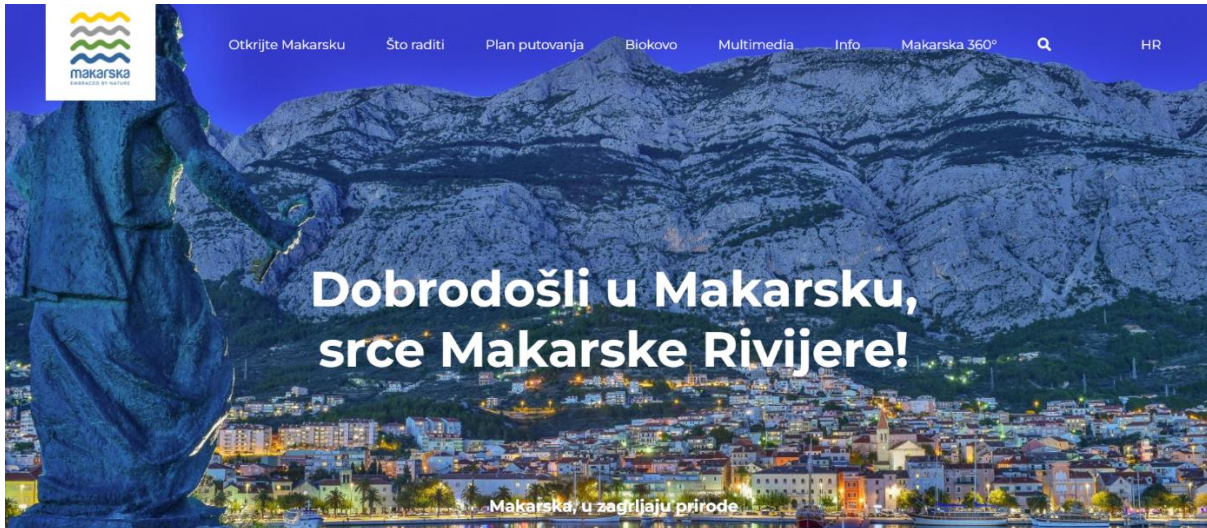 makarska
EMBRACED BY NATURE
Otkrijte Makarsku
Što raditi
Plan putovanja
Biokovo
Multimedia
Info
Makarska 360°
HR
Dobrodošli u Makarsku,
srce Makarske Rivijere!
Makarska, u zagrljaju prirode